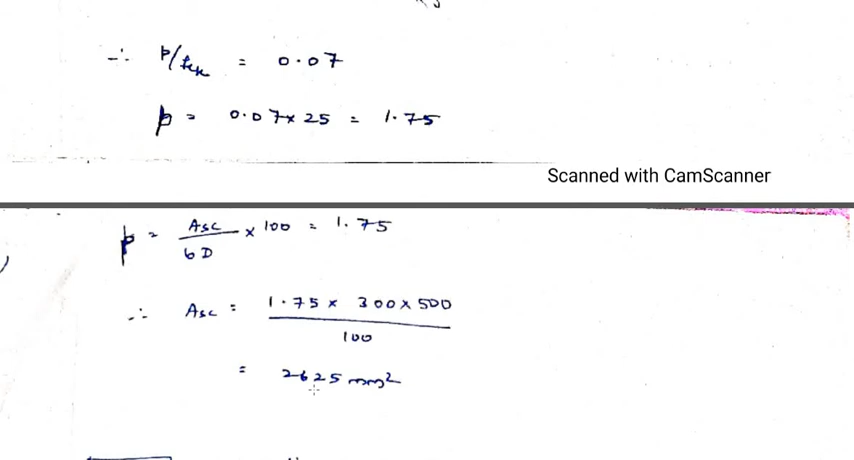 ∴ p/fck = 0.07
p = 0.07 x 25 = 1.75
Scanned with CamScanner
p = Asc/bD x 100 = 1.75
∴ Asc = 1.75 x 300 x 500 / 100
= 2625 mm²